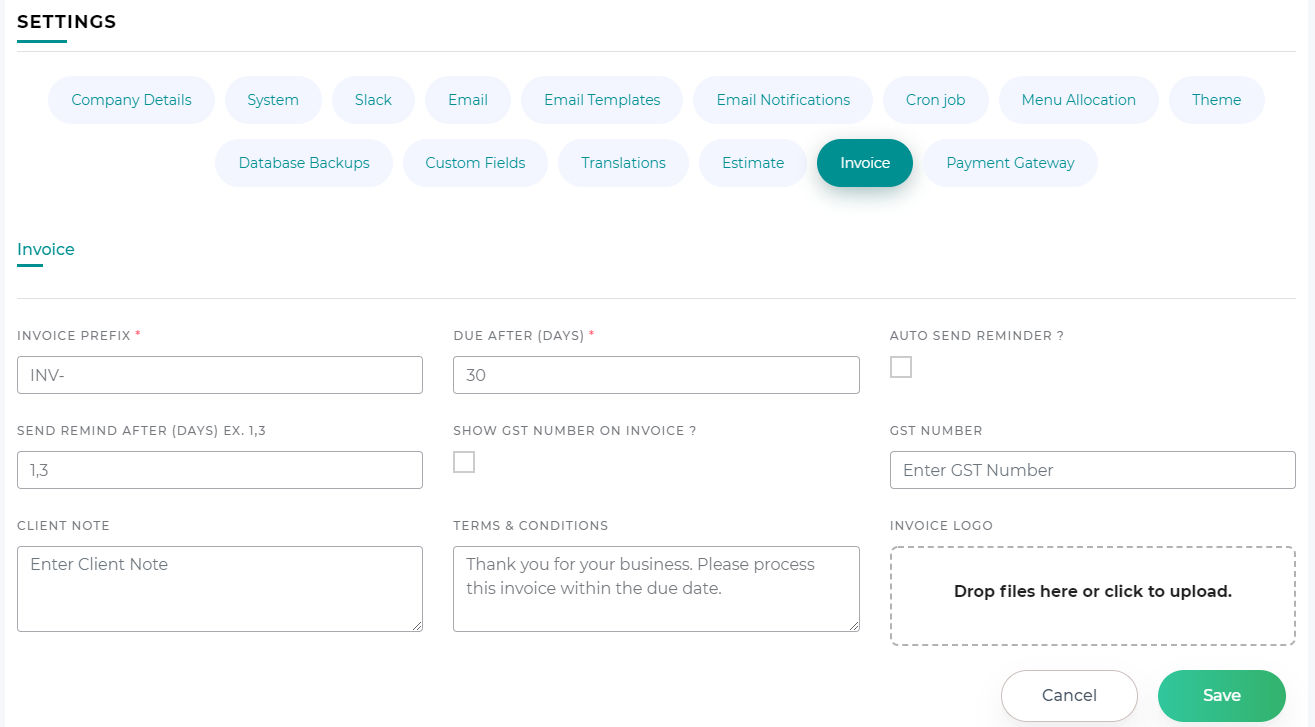 SETTINGS
Company Details
System
Slack
Email
Email Templates
Email Notifications
Cron job
Menu Allocation
Theme
Database Backups
Custom Fields
Translations
Estimate
Invoice
Payment Gateway
Invoice
INVOICE PREFIX *
INV-
DUE AFTER (DAYS) *
30
AUTO SEND REMINDER ?
SEND REMIND AFTER (DAYS) EX. 1,3
1,3
SHOW GST NUMBER ON INVOICE ?
GST NUMBER
Enter GST Number
CLIENT NOTE
Enter Client Note
TERMS & CONDITIONS
Thank you for your business. Please process
this invoice within the due date.
INVOICE LOGO
Drop files here or click to upload.
Cancel
Save